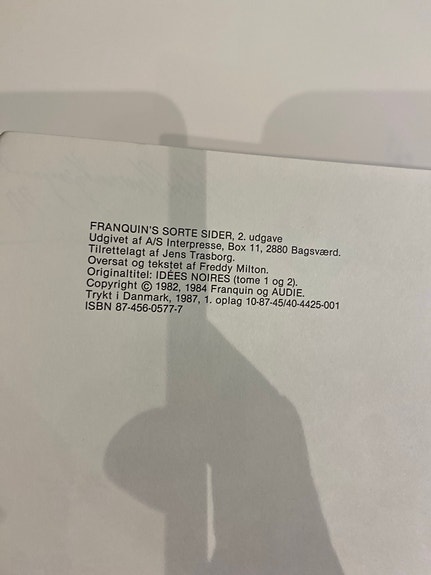 FRANQUIN'S SORTE SIDER, 2. udgave
Udgivet af A/S Interpresse, Box 11, 2880 Bagsværd.
Tilrettelagt af Jens Trasborg.
Oversat og tekstet af Freddy Milton.
Originaltitel: IDÉES NOIRES (tome 1 og 2).
Copyright © 1982, 1984 Franquin og AUDIE.
Trykt i Danmark, 1987, 1. oplag 10-87-45/40-4425-001
ISBN 87-456-0577-7